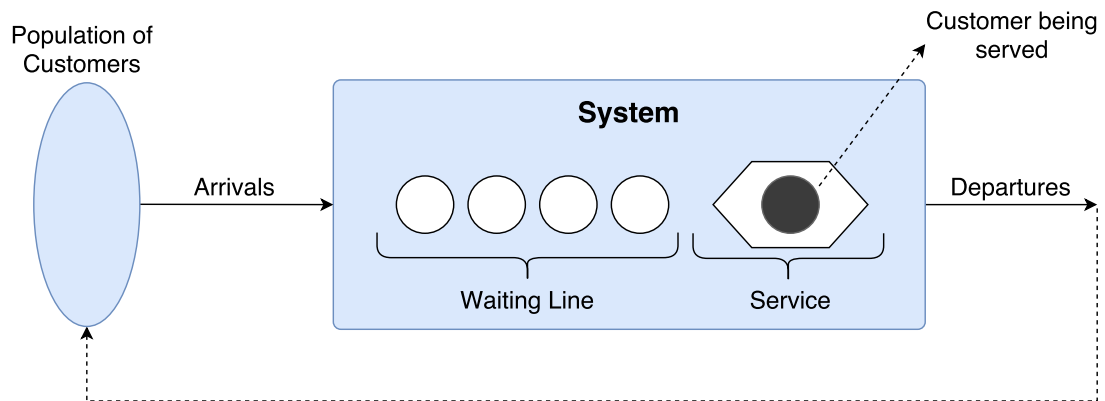 Population of
Customers
Customer being
served
System
Arrivals
Departures
Waiting Line
Service